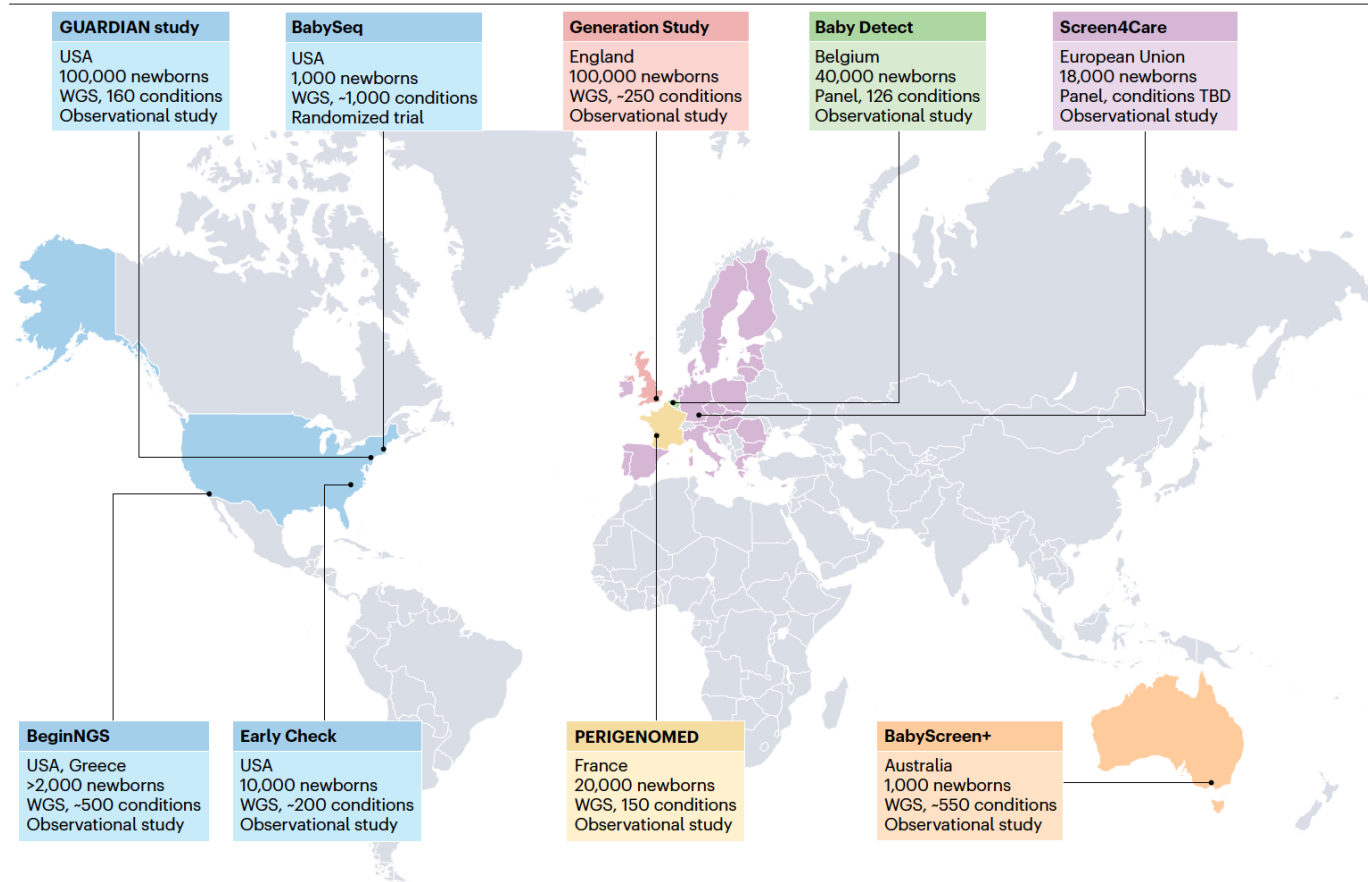 GUARDIAN study
USA
100,000 newborns
WGS, 160 conditions
Observational study
BabySeq
USA
1,000 newborns
WGS, ~1,000 conditions
Randomized trial
Generation Study
England
100,000 newborns
WGS, ~250 conditions
Observational study
Baby Detect
Belgium
40,000 newborns
Panel, 126 conditions
Observational study
Screen4Care
European Union
18,000 newborns
Panel, conditions TBD
Observational study
BeginNGS
USA, Greece
>2,000 newborns
WGS, ~500 conditions
Observational study
Early Check
USA
10,000 newborns
WGS, ~200 conditions
Observational study
PERIGENOMED
France
20,000 newborns
WGS, 150 conditions
Observational study
BabyScreen+
Australia
1,000 newborns
WGS, ~550 conditions
Observational study